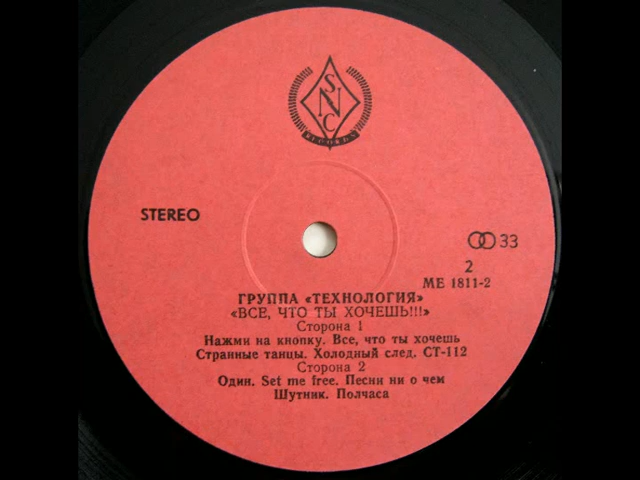 SNC
RECORDS
STEREO
33
2
ME 1811-2
ГРУППА «ТЕХНОЛОГИЯ»
«ВСЕ, ЧТО ТЫ ХОЧЕШЬ!!!»
Сторона 1
Нажми на кнопку. Все, что ты хочешь
Странные танцы. Холодный след. СТ-112
Сторона 2
Один. Set me free. Песни ни о чем
Шутник. Полчаса